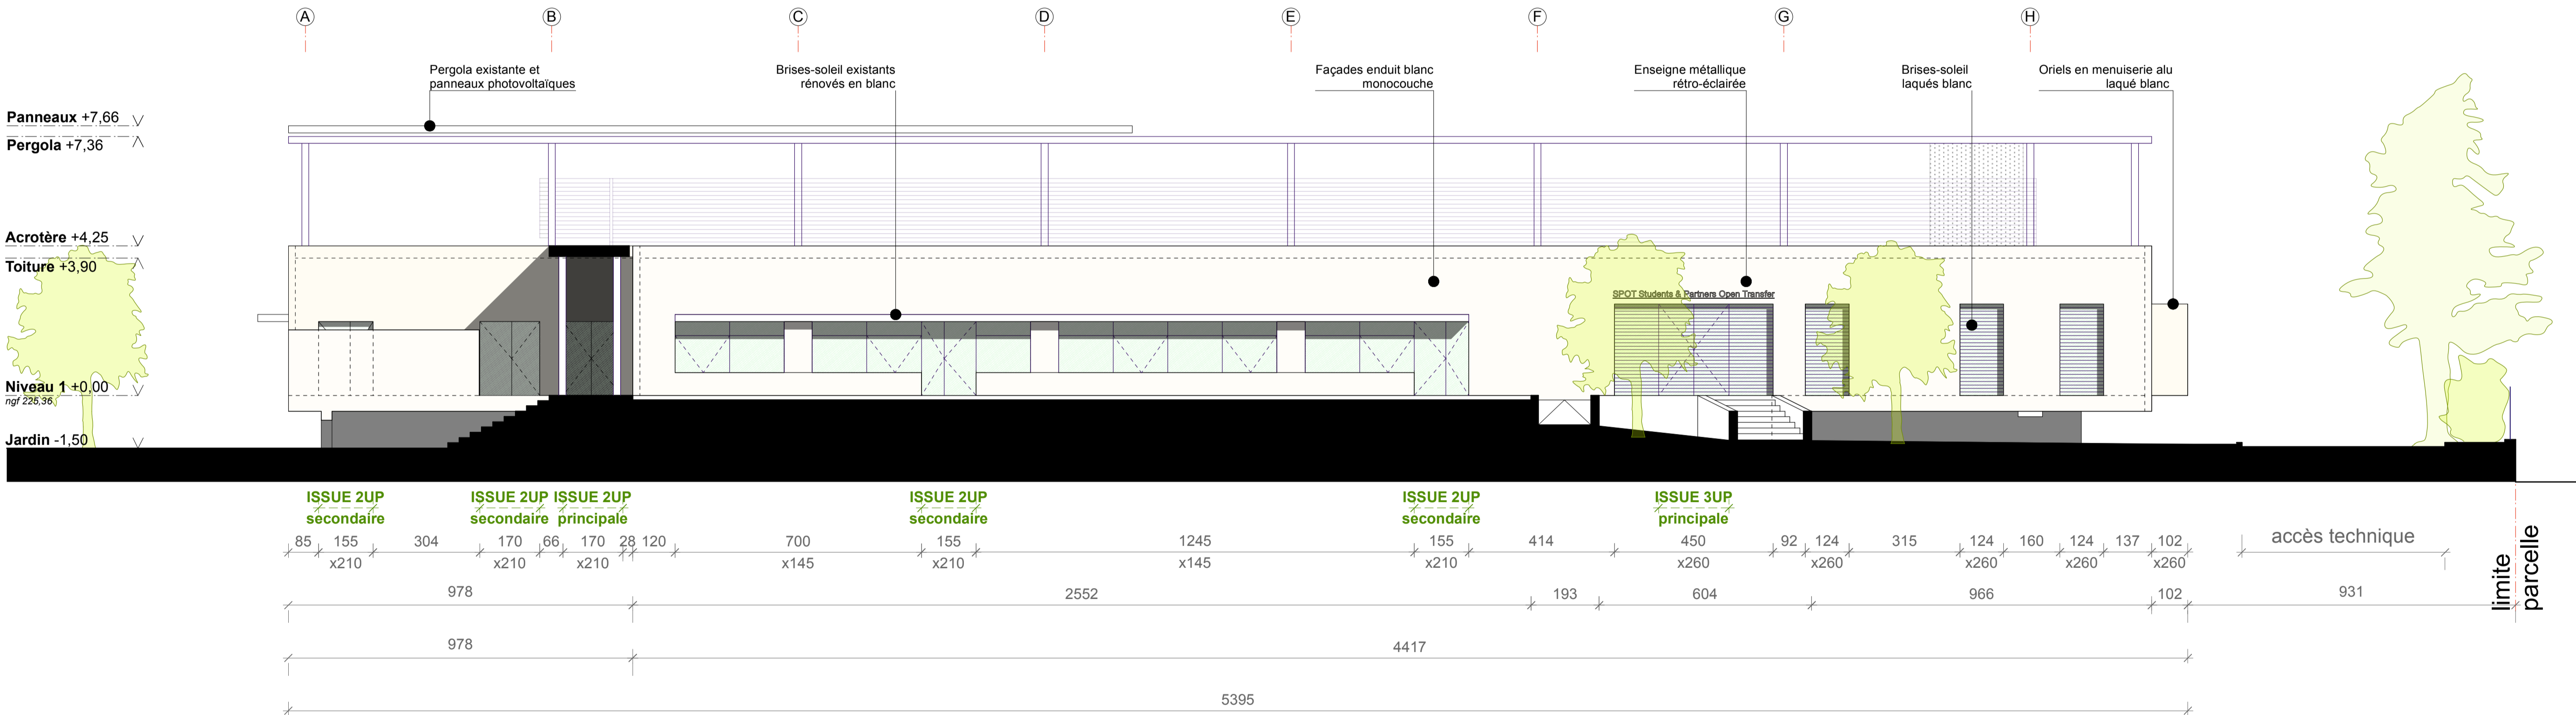 A B C D E F G H
Pergola existante et
panneaux photovoltaïques
Brises-soleil existants
rénovés en blanc
Façades enduit blanc
monocouche
Enseigne métallique
rétro-éclairée
Brises-soleil
laqués blanc
Oriels en menuiserie alu
laqué blanc
Panneaux +7,66
Pergola +7,36
Acrotère +4,25
Toiture +3,90
SPOT Students & Partners Open Transfer
Niveau 1 +0,00
ngf 225,36
Jardin -1,50
ISSUE 2UP
secondaire
ISSUE 2UP
secondaire
ISSUE 2UP
principale
ISSUE 2UP
secondaire
ISSUE 2UP
secondaire
ISSUE 3UP
principale
85 155 304 170 66 170 28 120 700 155 1245 155 414 450 92 124 315 124 160 124 137 102
x210 x210 x210 x145 x210 x145 x210 x260 x260 x260 x260 x260
accès technique
limite
parcelle
978 2552 193 604 966 102 931
978 4417
5395